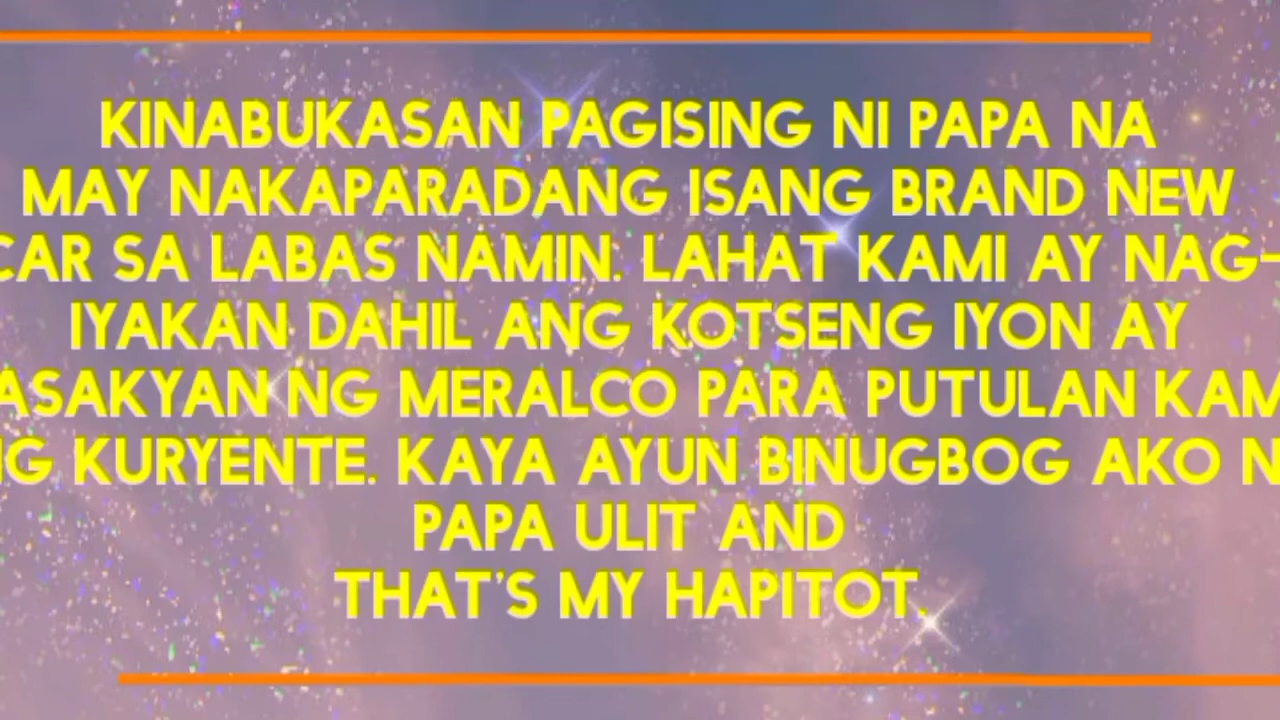 KINABUKASAN PAGISING NI PAPA NA
MAY NAKAPARADANG ISANG BRAND NEW
CAR SA LABAS NAMIN. LAHAT KAMI AY NAG-
IYAKAN DAHIL ANG KOTSENG IYON AY
ASAKYAN NG MERALCO PARA PUTULAN KAM
G KURYENTE. KAYA AYUN BINUGBOG AKO N
PAPA ULIT AND
THAT'S MY HAPITOT.